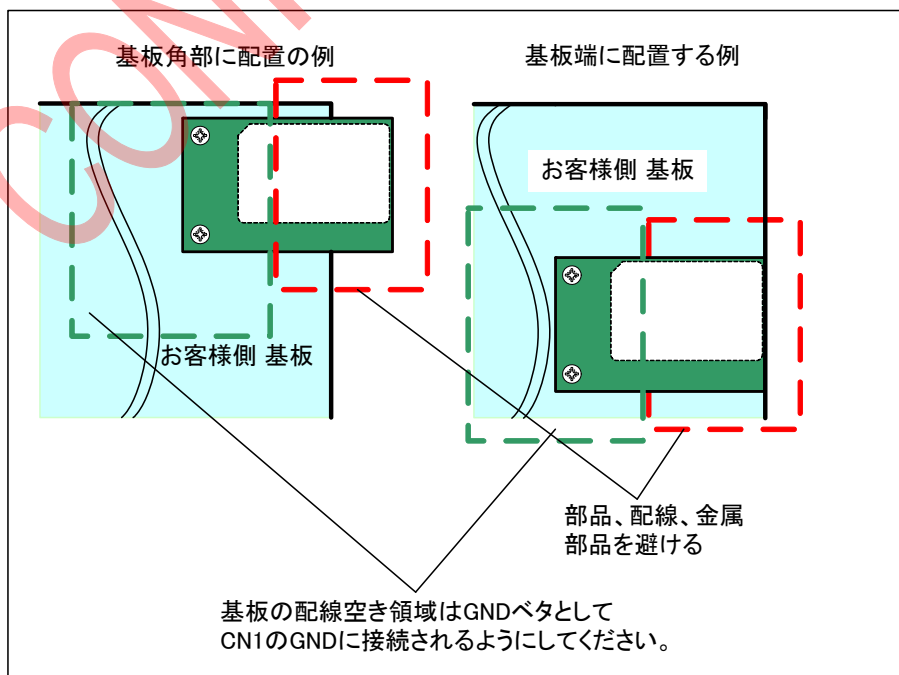 基板角部に配置の例
基板端に配置する例
お客様側 基板
お客様側 基板
部品、配線、金属
部品を避ける
基板の配線空き領域はGNDベタとして
CN1のGNDに接続されるようにしてください。
CON